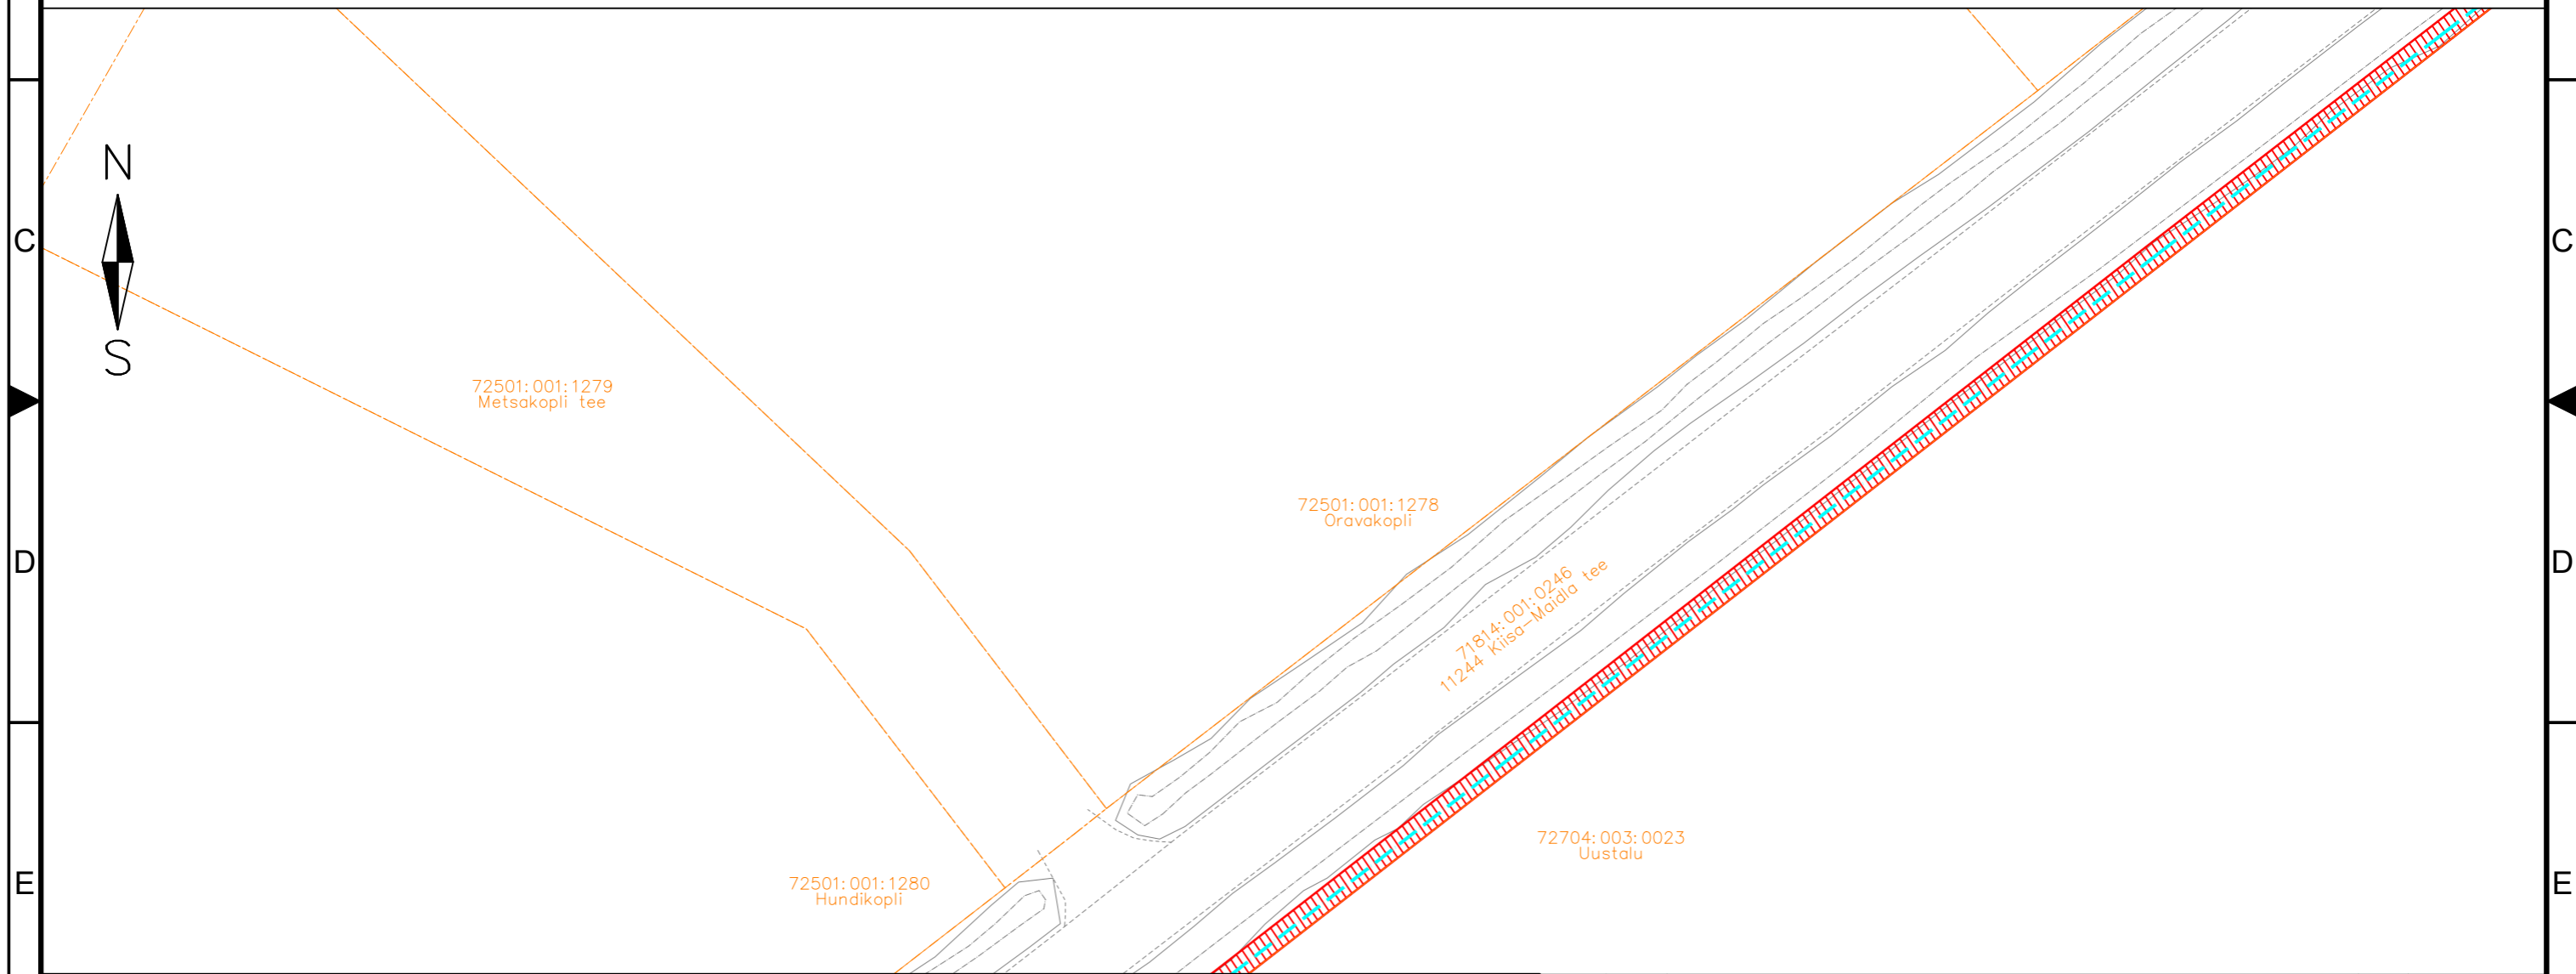 N
C
C
S
72501:001:1279
Metsakopli tee
72501:001:1278
Oravakopli
D
D
71814:001:0246
11244 Kiisa-Maidla tee
72704:003:0023
Uustalu
E
E
72501:001:1280
Hundikopli